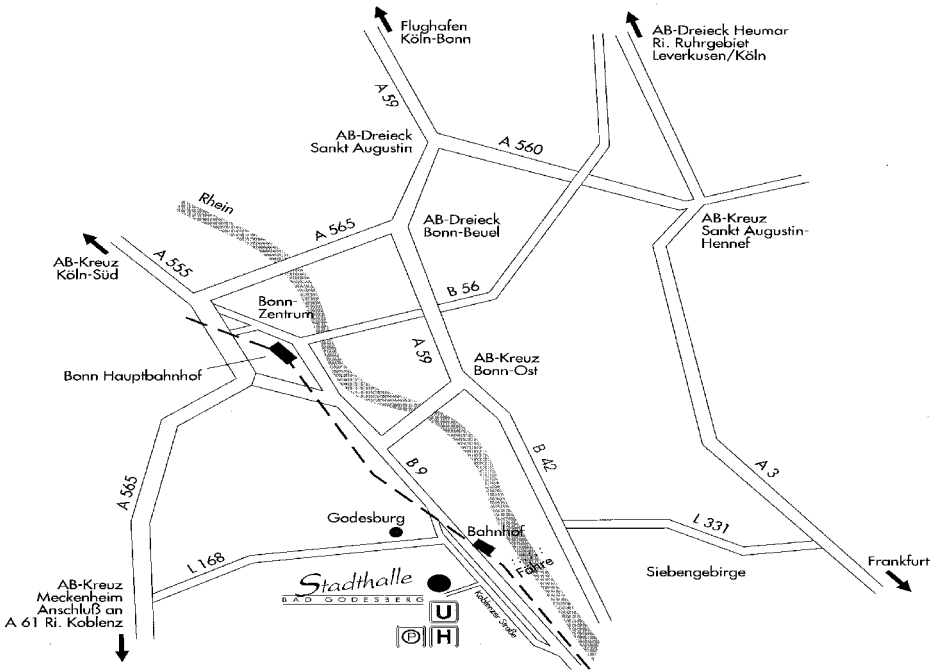 Flughafen
Köln-Bonn
AB-Dreieck Heumar
Ri. Ruhrgebiet
Leverkusen/Köln
A 59
AB-Dreieck
Sankt Augustin
A 560
Rhein
A 565
AB-Dreieck
Bonn-Beuel
AB-Kreuz
Sankt Augustin-
Hennef
A 555
AB-Kreuz
Köln-Süd
B 56
Bonn-
Zentrum
A 59
AB-Kreuz
Bonn-Ost
Bonn Hauptbahnhof
B 9
B 42
A 3
A 565
Godesburg
Bahnhof
L 331
L 168
Fähre
Siebengebirge
Frankfurt
AB-Kreuz
Meckenheim
Anschluß an
A 61 Ri. Koblenz
Stadthalle
BAD GODESBERG
Koblenzer Straße
U
P H